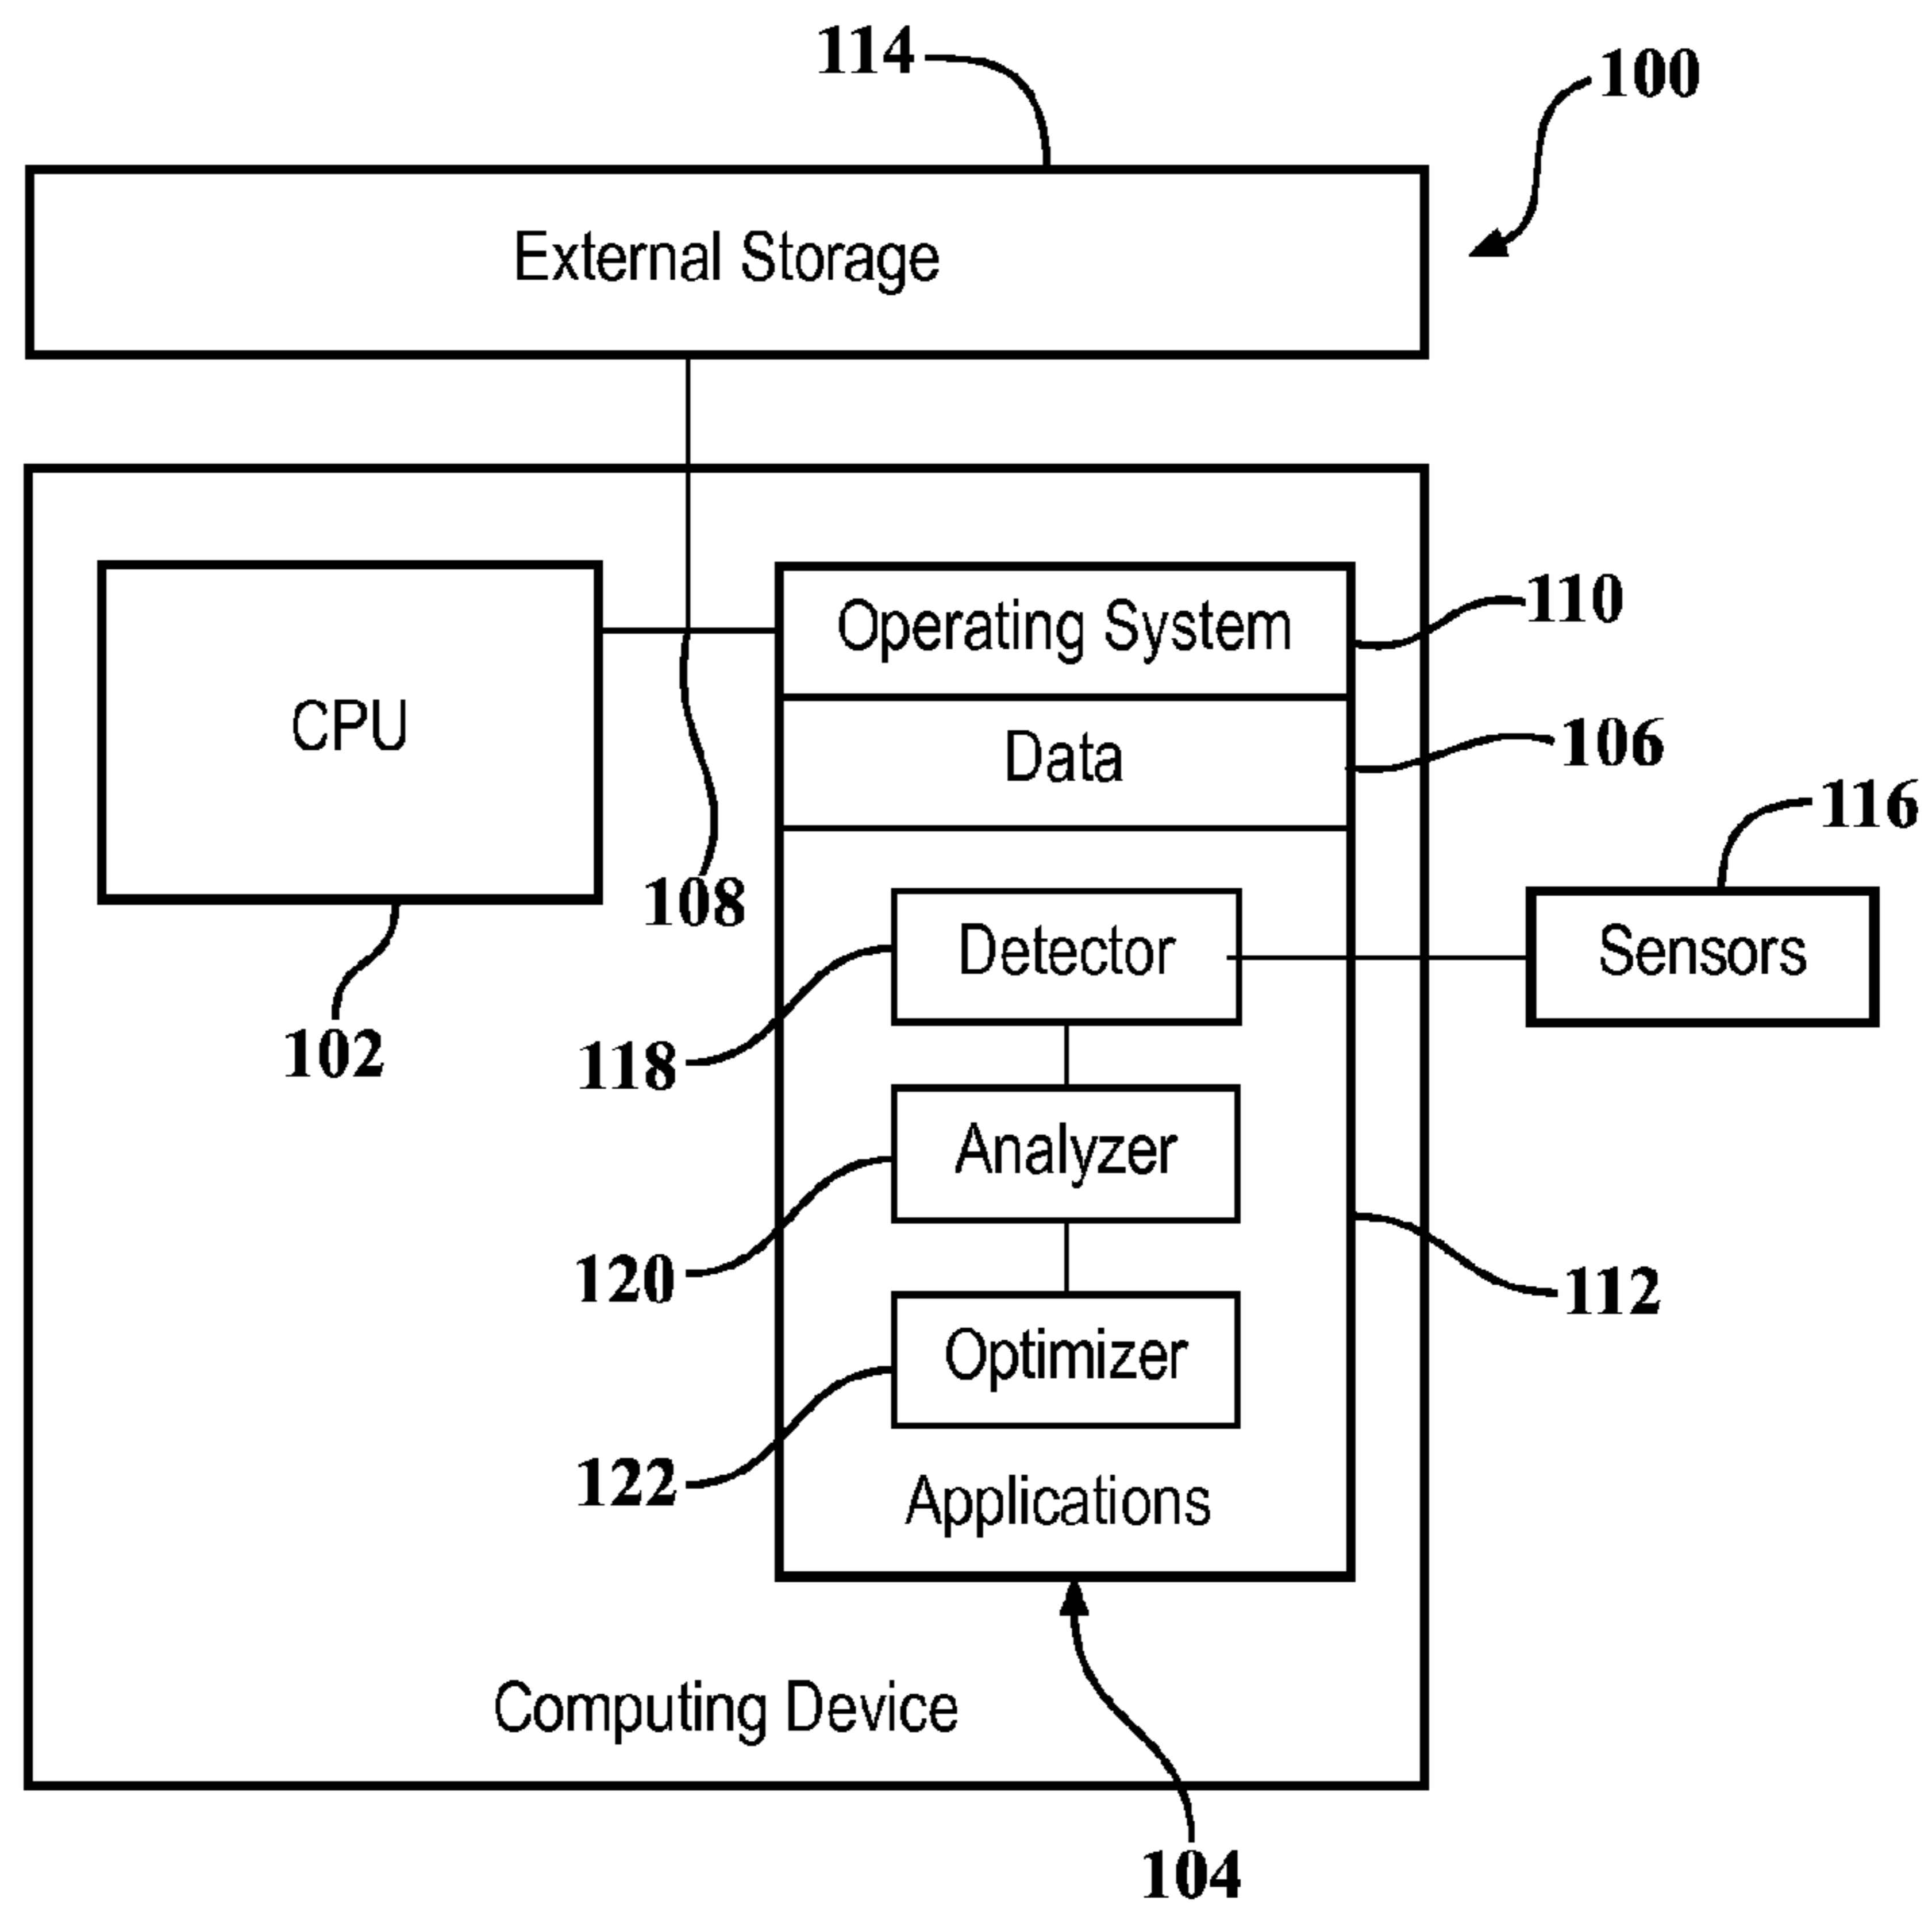 114
100
External Storage
Operating System
110
CPU
Data
106
116
108
Detector
Sensors
102
118
Analyzer
120
112
Optimizer
122
Applications
Computing Device
104